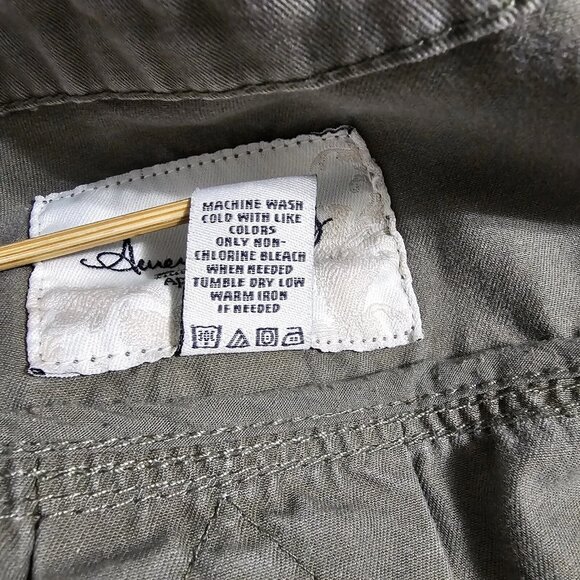 MACHINE WASH
COLD WITH LIKE
COLORS
ONLY NON-
CHLORINE BLEACH
WHEN NEEDED
TUMBLE DRY LOW
WARM IRON
IF NEEDED